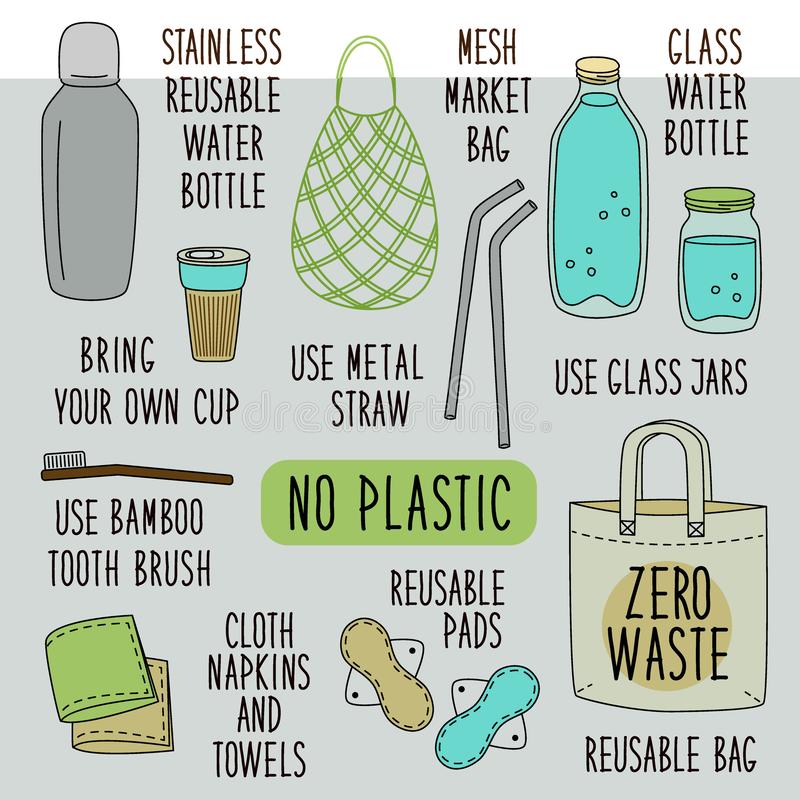 STAINLESS
REUSABLE
WATER
BOTTLE
MESH
MARKET
BAG
GLASS
WATER
BOTTLE
BRING
YOUR OWN CUP
USE METAL
STRAW
USE GLASS JARS
dreamstime
USE BAMBOO
TOOTH BRUSH
NO PLASTIC
CLOTH
NAPKINS
AND
TOWELS
REUSABLE
PADS
ZERO
WASTE
REUSABLE BAG